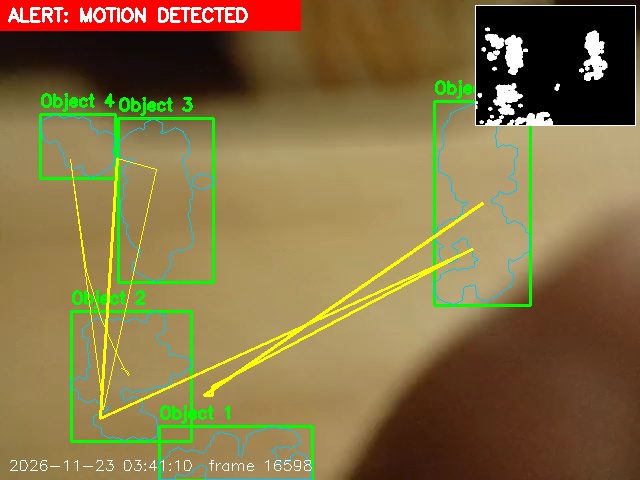 ALERT: MOTION DETECTED
Object 4
Object 3
Object 2
Object 1
2026-11-23 03:41:10 frame 16598